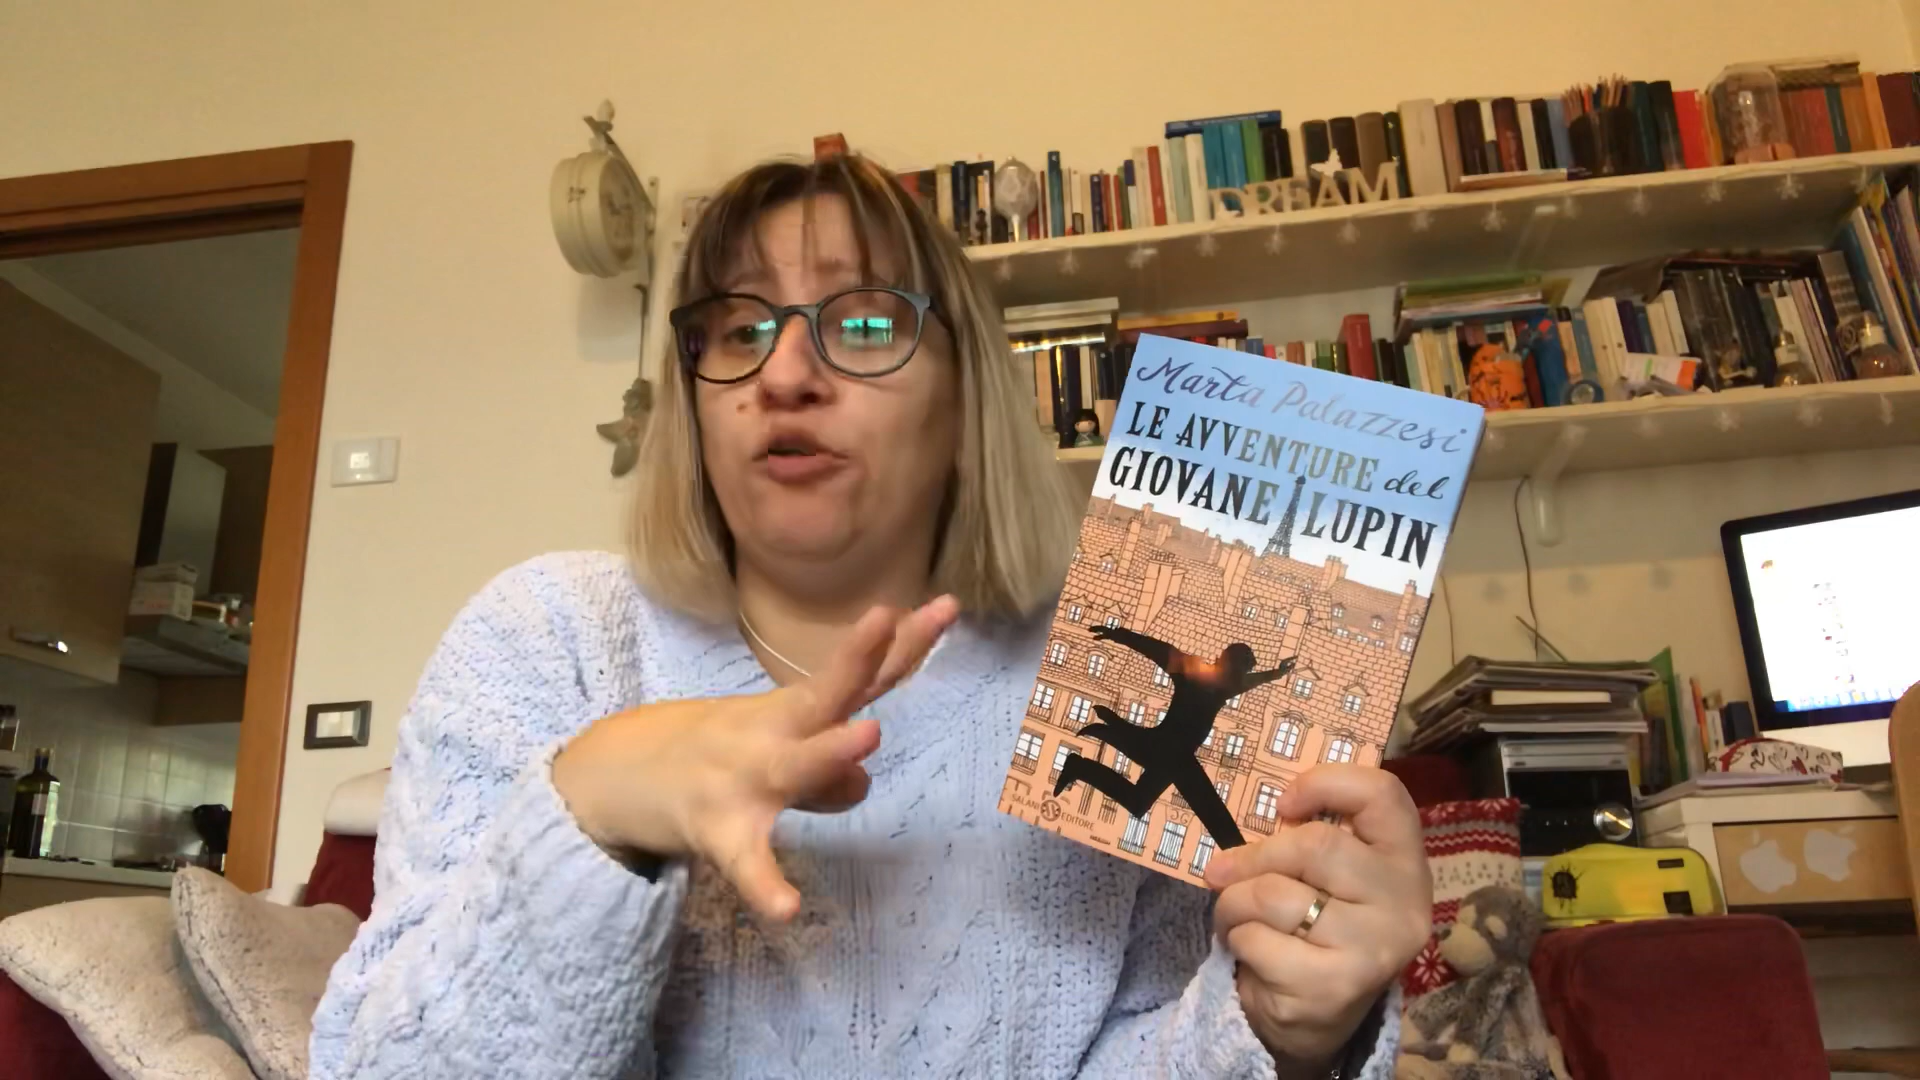 DREAM
Marta Palazzesi
LE AVVENTURE del
GIOVANE LUPIN
SALANI EDITORE